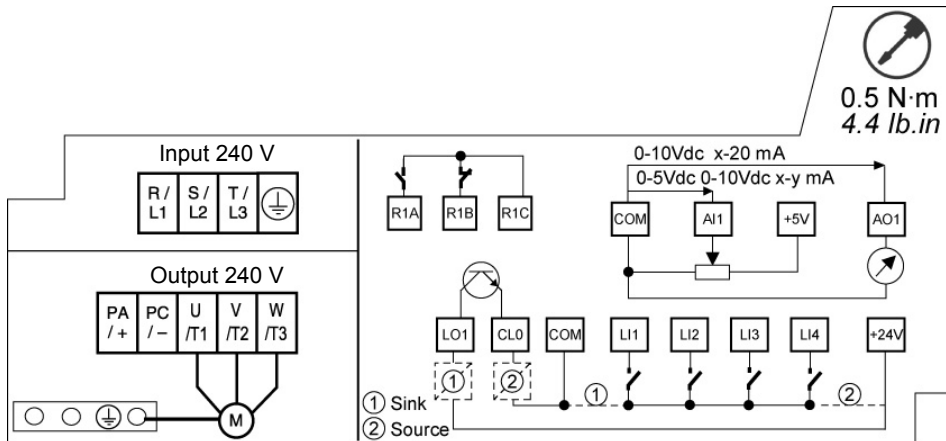 0.5 N·m
4.4 lb.in
Input 240 V
R / L1
S / L2
T / L3
Output 240 V
PA / +
PC / −
U /T1
V /T2
W /T3
M
R1A
R1B
R1C
0-10Vdc x-20 mA
0-5Vdc 0-10Vdc x-y mA
COM
AI1
+5V
AO1
LO1
CL0
COM
LI1
LI2
LI3
LI4
+24V
①
②
①
②
① Sink
② Source